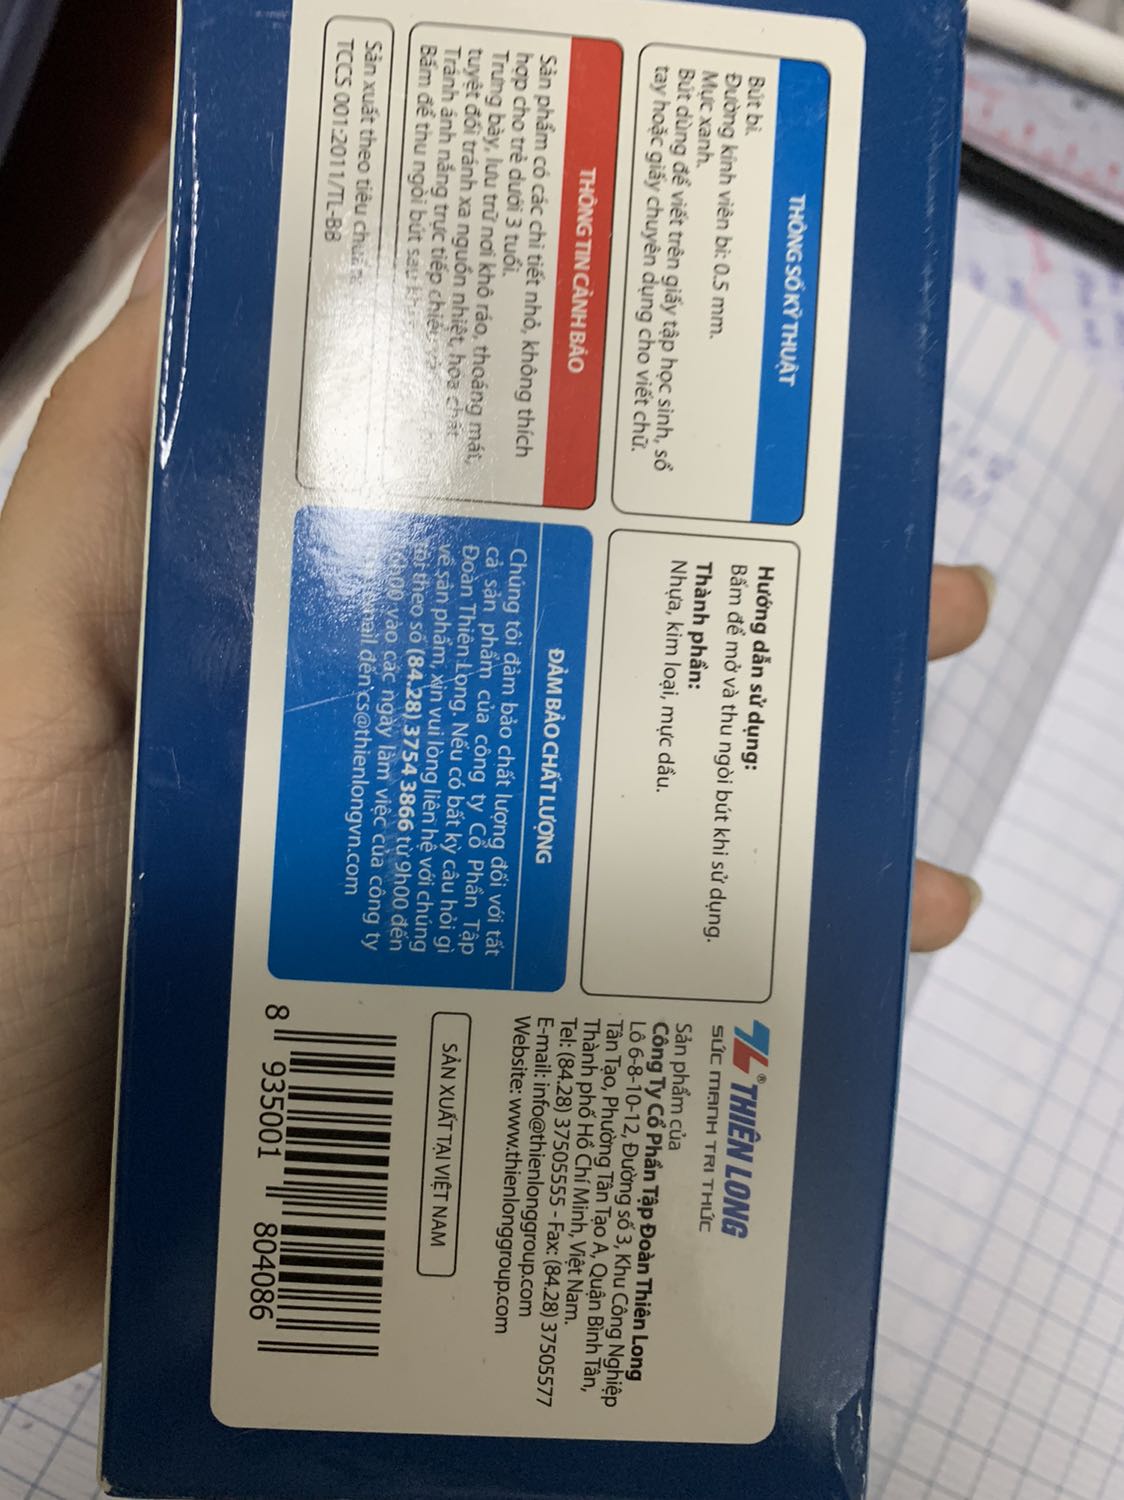 THÔNG SỐ KỸ THUẬT
Bút bi.
Đường kính viên bi: 0.5 mm.
Mực xanh.
Bút dùng để viết trên giấy tập học sinh, sổ
tay hoặc giấy chuyên dụng cho viết chữ.
THÔNG TIN CẢNH BÁO
Sản phẩm có các chi tiết nhỏ, không thích
hợp cho trẻ dưới 3 tuổi.
Trưng bày, lưu trữ nơi khô ráo, thoáng mát,
tuyệt đối tránh xa nguồn nhiệt, hóa chất
Tránh ánh nắng trực tiếp
Bấm để thu ngòi bút sau
Sản xuất theo tiêu chuẩn
TCCS 001:2011/TL-BB
Hướng dẫn sử dụng:
Bấm để mở và thu ngòi bút khi sử dụng.
Thành phần:
Nhựa, kim loại, mực dầu.
ĐẢM BẢO CHẤT LƯỢNG
Chúng tôi đảm bảo chất lượng đối với tất
cả sản phẩm của công ty Cổ Phần Tập
Đoàn Thiên Long. Nếu có bất kỳ câu hỏi gì
về sản phẩm, xin vui lòng liên hệ với chúng
tôi theo số (84.28) 3754 3866 từ 9h00 đến
vào các ngày làm việc của công ty
đến cs@thienlongvn.com
THIÊN LONG®
SỨC MẠNH TRI THỨC
Sản phẩm của
Công Ty Cổ Phần Tập Đoàn Thiên Long
Lô 6-8-10-12, Đường số 3, Khu Công Nghiệp
Tân Tạo, Phường Tân Tạo A, Quận Bình Tân,
Thành phố Hồ Chí Minh, Việt Nam.
Tel: (84.28) 37505555 - Fax: (84.28) 37505577
E-mail: info@thienlonggroup.com
Website: www.thienlonggroup.com
SẢN XUẤT TẠI VIỆT NAM
8 935001 804086